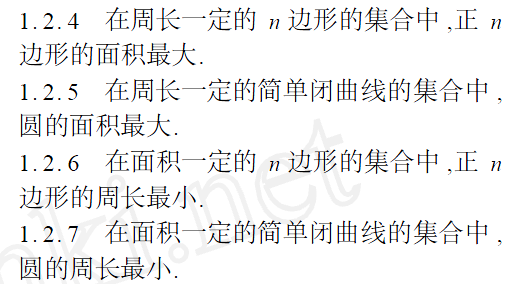 1.2.4 在周长一定的 n 边形的集合中,正 n
边形的面积最大.
1.2.5 在周长一定的简单闭曲线的集合中,
圆的面积最大.
1.2.6 在面积一定的 n 边形的集合中,正 n
边形的周长最小.
1.2.7 在面积一定的简单闭曲线的集合中,
圆的周长最小.